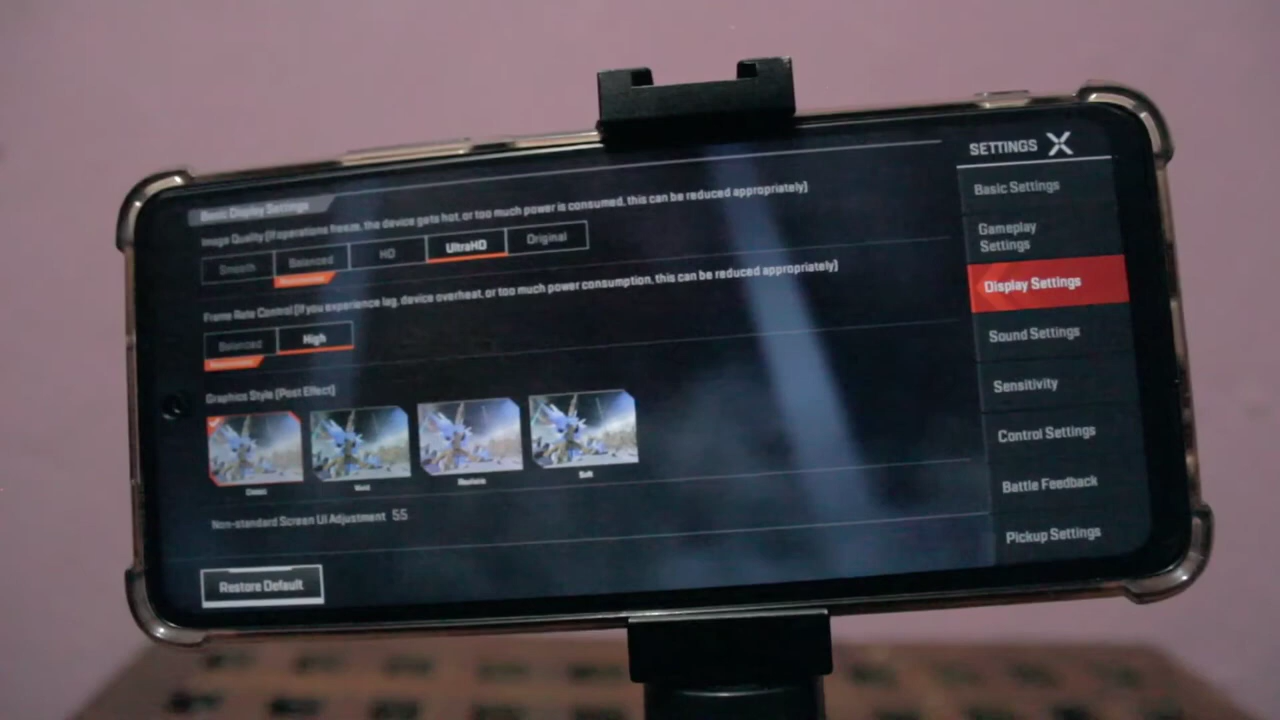 SETTINGS X
Basic Display Settings
Image Quality (If operations freeze, the device gets hot, or too much power is consumed, this can be reduced appropriately)
Smooth Balanced HD UltraHD Original
Frame Rate Control (If you experience lag, device overheat, or too much power consumption, this can be reduced appropriately)
Balanced High
Graphics Style (Post Effect)
Non-standard Screen UI Adjustment 55
Restore Default
Basic Settings
Gameplay
Settings
Display Settings
Sound Settings
Sensitivity
Control Settings
Battle Feedback
Pickup Settings